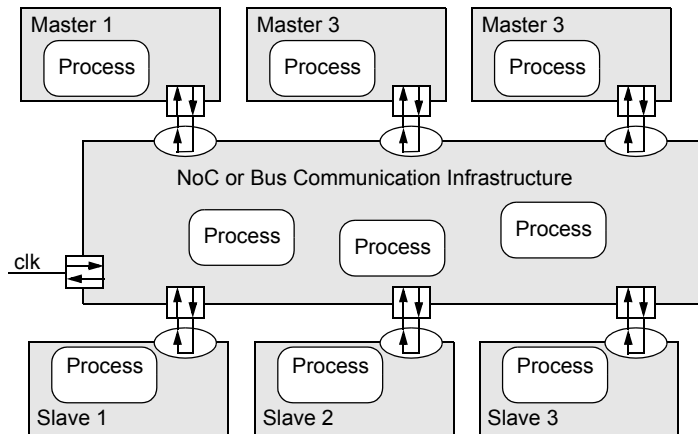 Master 1
Master 3
Master 3
Process
Process
Process
NoC or Bus Communication Infrastructure
Process
Process
Process
clk
Process
Process
Process
Slave 1
Slave 2
Slave 3